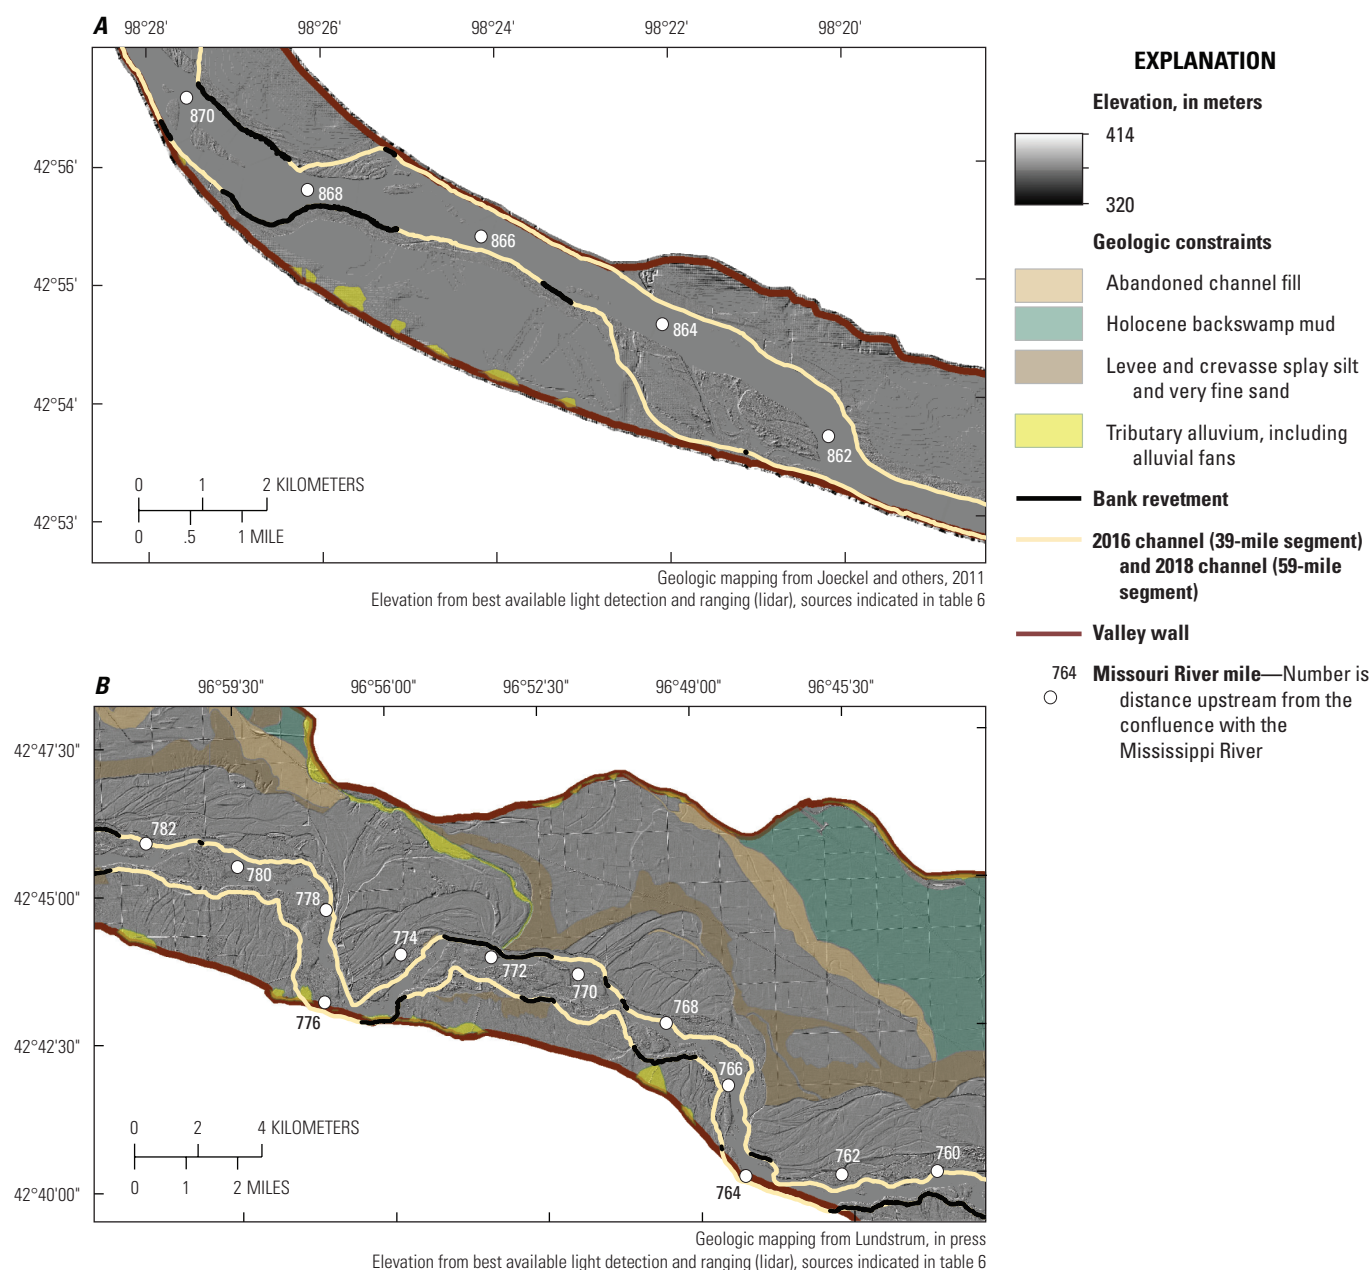 A
98°28' 98°26' 98°24' 98°22' 98°20'
42°56'
42°55'
42°54'
42°53'
870
868
866
864
862
0 1 2 KILOMETERS
0 .5 1 MILE
Geologic mapping from Joeckel and others, 2011
Elevation from best available light detection and ranging (lidar), sources indicated in table 6
B
96°59'30" 96°56'00" 96°52'30" 96°49'00" 96°45'30"
42°47'30"
42°45'00"
42°42'30"
42°40'00"
782
780
778
776
774
772
770
768
766
764
762
760
0 2 4 KILOMETERS
0 1 2 MILES
Geologic mapping from Lundstrum, in press
Elevation from best available light detection and ranging (lidar), sources indicated in table 6
EXPLANATION
Elevation, in meters
414
320
Geologic constraints
Abandoned channel fill
Holocene backswamp mud
Levee and crevasse splay silt
and very fine sand
Tributary alluvium, including
alluvial fans
Bank revetment
2016 channel (39-mile segment)
and 2018 channel (59-mile
segment)
Valley wall
764 Missouri River mile—Number is
distance upstream from the
confluence with the
Mississippi River